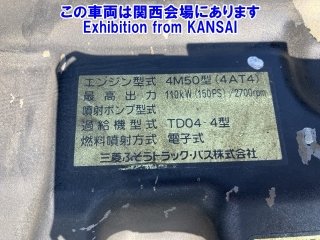 この車両は関西会場にあります
Exhibition from KANSAI
エンジン型式 4M50型(4AT4)
最高出力 110kW(150PS)/2700rpm
噴射ポンプ型式
過給機型式 TD04-4型
燃料噴射方式 電子式
三菱ふそうトラック・バス株式会社